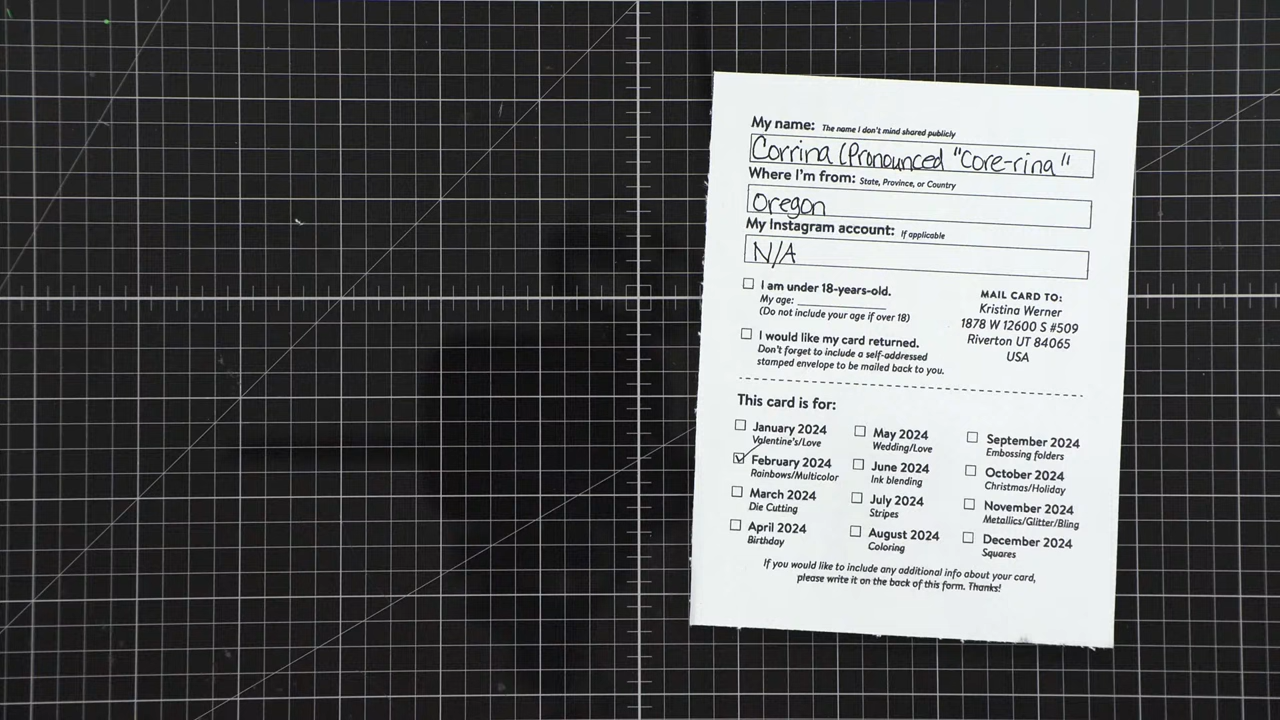 My name: The name I don't mind shared publicly
Corrina (Pronounced "Core-rina"
Where I'm from: State, Province, or Country
Oregon
My Instagram account: If applicable
N/A
I am under 18-years-old.
My age: ____________
(Do not include your age if over 18)
I would like my card returned.
Don't forget to include a self-addressed
stamped envelope to be mailed back to you.
MAIL CARD TO:
Kristina Werner
1878 W 12600 S #509
Riverton UT 84065
USA
This card is for:
January 2024
Valentine's/Love
February 2024
Rainbows/Multicolor
March 2024
Die Cutting
April 2024
Birthday
May 2024
Wedding/Love
June 2024
Ink blending
July 2024
Stripes
August 2024
Coloring
September 2024
Embossing folders
October 2024
Christmas/Holiday
November 2024
Metallics/Glitter/Bling
December 2024
Squares
If you would like to include any additional info about your card,
please write it on the back of this form. Thanks!